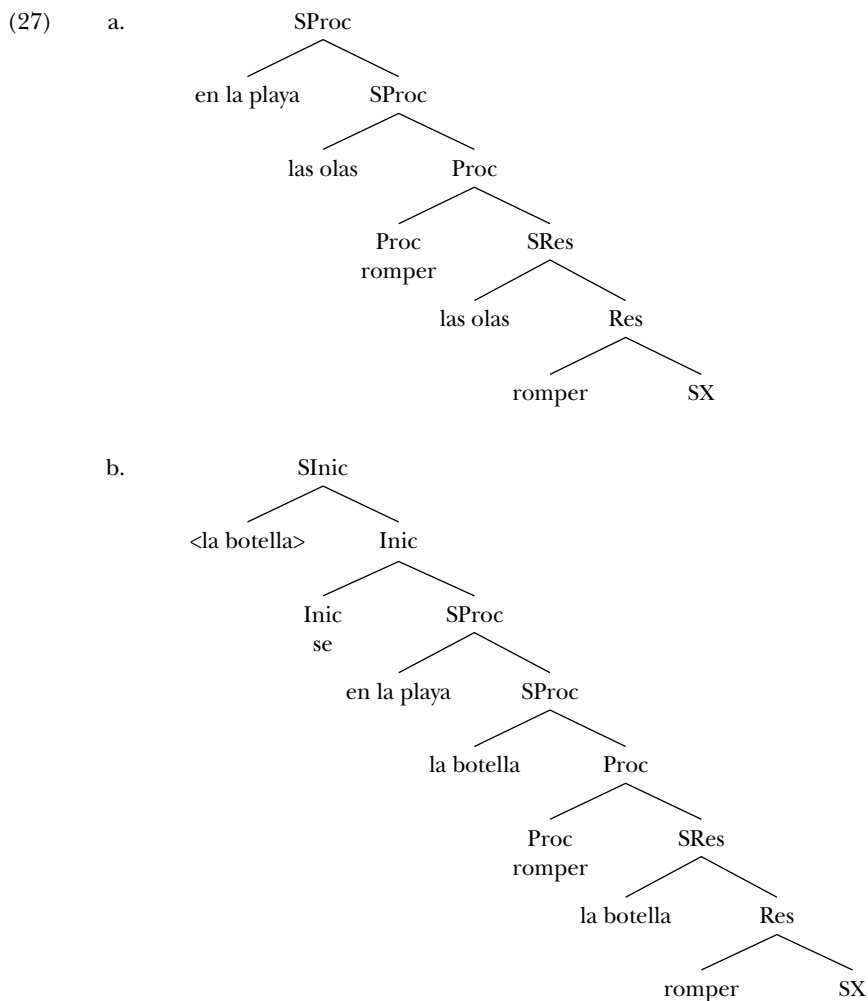 (27) a. SProc
en la playa SProc
las olas Proc
Proc SRes
romper
las olas Res
romper SX
b. SInic
<la botella> Inic
Inic SProc
se
en la playa SProc
la botella Proc
Proc SRes
romper
la botella Res
romper SX